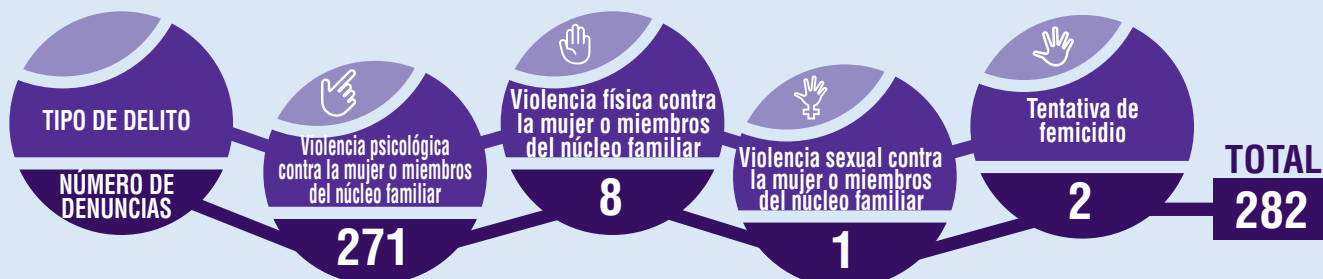 TIPO DE DELITO
NÚMERO DE
DENUNCIAS
Violencia psicológica
contra la mujer o miembros
del núcleo familiar
271
Violencia física contra
la mujer o miembros
del núcleo familiar
8
Violencia sexual contra
la mujer o miembros
del núcleo familiar
1
Tentativa de
femicidio
2
TOTAL
282